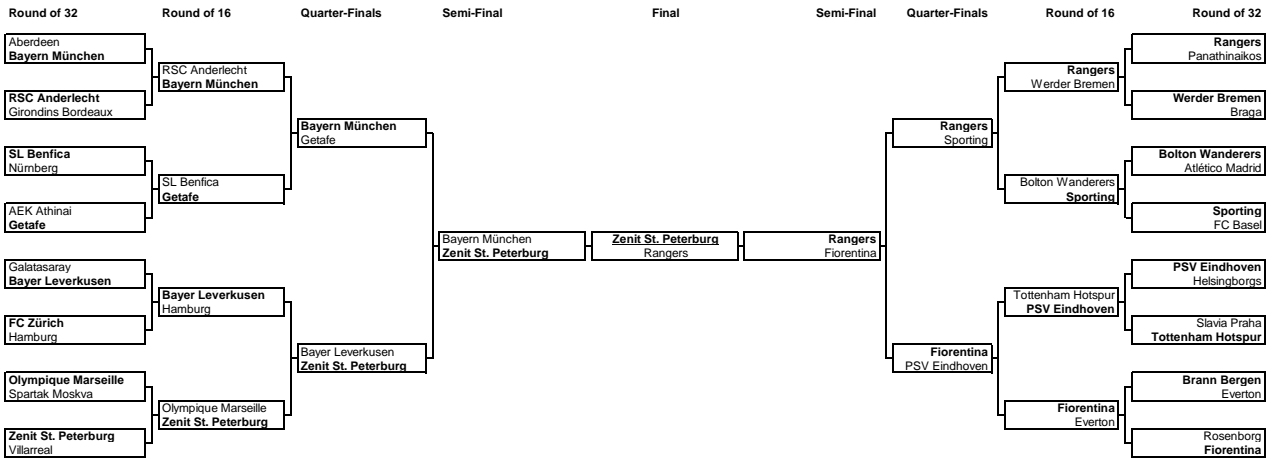 Round of 32
Round of 16
Quarter-Finals
Semi-Final
Final
Semi-Final
Quarter-Finals
Round of 16
Round of 32
Aberdeen
Bayern München
RSC Anderlecht
Girondins Bordeaux
SL Benfica
Nürnberg
AEK Athinai
Getafe
Galatasaray
Bayer Leverkusen
FC Zürich
Hamburg
Olympique Marseille
Spartak Moskva
Zenit St. Peterburg
Villarreal
RSC Anderlecht
Bayern München
SL Benfica
Getafe
Bayer Leverkusen
Hamburg
Olympique Marseille
Zenit St. Peterburg
Bayern München
Getafe
Bayer Leverkusen
Zenit St. Peterburg
Bayern München
Zenit St. Peterburg
Zenit St. Peterburg
Rangers
Rangers
Fiorentina
Rangers
Sporting
Fiorentina
PSV Eindhoven
Rangers
Werder Bremen
Bolton Wanderers
Sporting
Tottenham Hotspur
PSV Eindhoven
Fiorentina
Everton
Rangers
Panathinaikos
Werder Bremen
Braga
Bolton Wanderers
Atlético Madrid
Sporting
FC Basel
PSV Eindhoven
Helsingborgs
Slavia Praha
Tottenham Hotspur
Brann Bergen
Everton
Rosenborg
Fiorentina